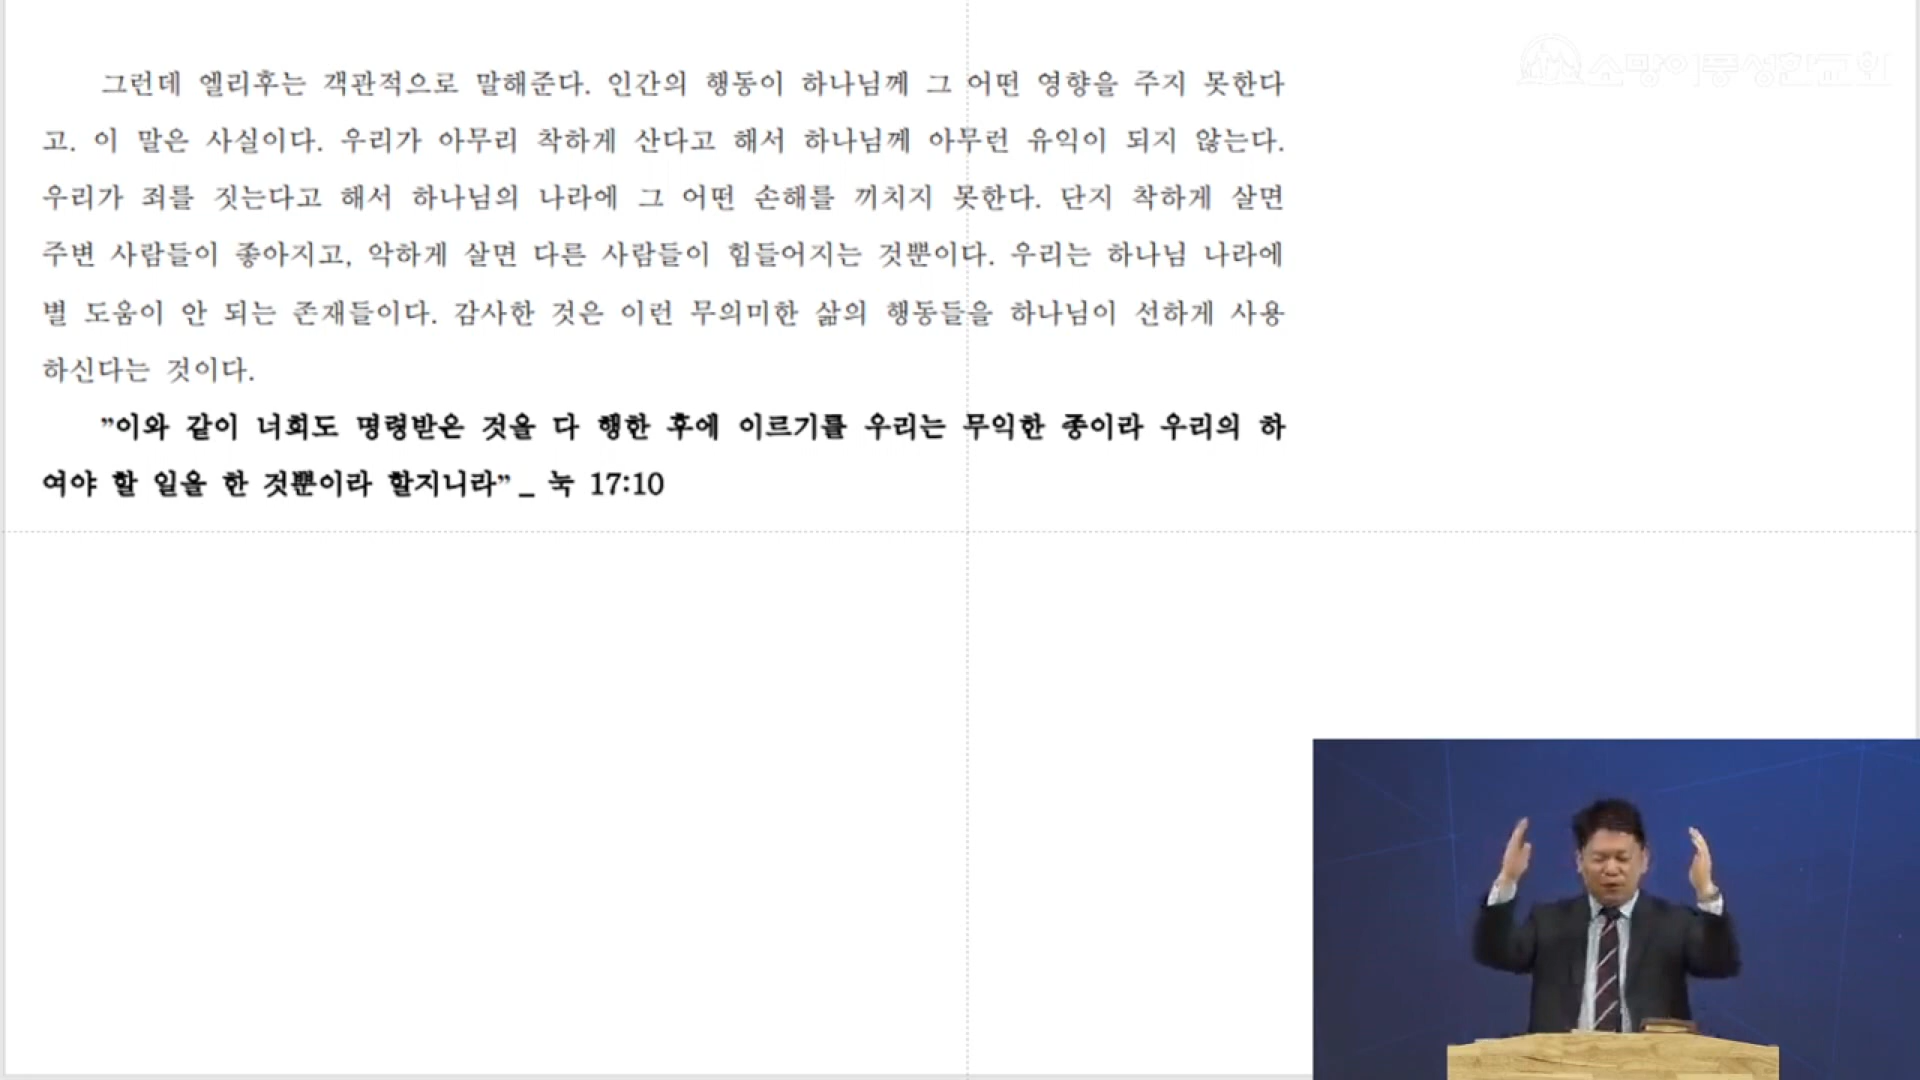 소망이풍성한교회
그런데 엘리후는 객관적으로 말해준다. 인간의 행동이 하나님께 그 어떤 영향을 주지 못한다
고. 이 말은 사실이다. 우리가 아무리 착하게 산다고 해서 하나님께 아무런 유익이 되지 않는다.
우리가 죄를 짓는다고 해서 하나님의 나라에 그 어떤 손해를 끼치지 못한다. 단지 착하게 살면
주변 사람들이 좋아지고, 악하게 살면 다른 사람들이 힘들어지는 것뿐이다. 우리는 하나님 나라에
별 도움이 안 되는 존재들이다. 감사한 것은 이런 무의미한 삶의 행동들을 하나님이 선하게 사용
하신다는 것이다.
”이와 같이 너희도 명령받은 것을 다 행한 후에 이르기를 우리는 무익한 종이라 우리의 하
여야 할 일을 한 것뿐이라 할지니라” _ 눅 17:10